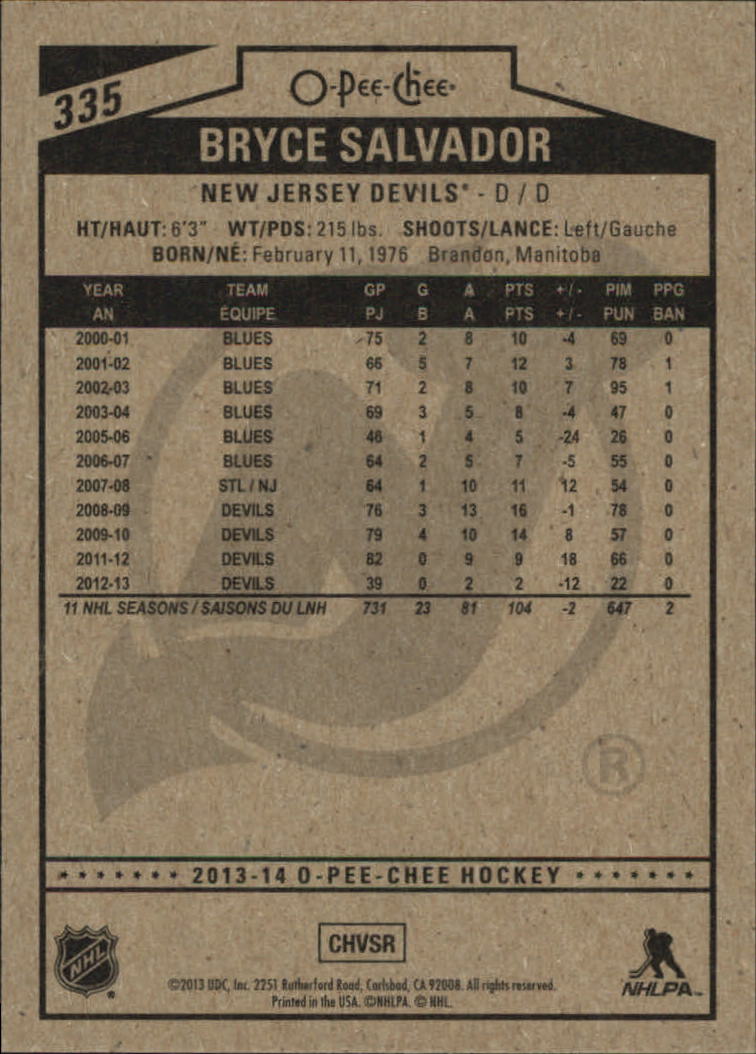 335
O-Pee-Chee
BRYCE SALVADOR
NEW JERSEY DEVILS® - D / D
HT/HAUT: 6'3" WT/PDS: 215 lbs. SHOOTS/LANCE: Left/Gauche
BORN/NÉ: February 11, 1976 Brandon, Manitoba
YEAR TEAM GP G A PTS +/- PIM PPG
AN ÉQUIPE PJ B A PTS +/- PUN BAN
2000-01 BLUES 75 2 8 10 -4 69 0
2001-02 BLUES 66 5 7 12 3 78 1
2002-03 BLUES 71 2 8 10 7 95 1
2003-04 BLUES 69 3 5 8 -4 47 0
2005-06 BLUES 46 1 4 5 -24 26 0
2006-07 BLUES 64 2 5 7 -5 55 0
2007-08 STL / NJ 64 1 10 11 12 54 0
2008-09 DEVILS 76 3 13 16 -1 78 0
2009-10 DEVILS 79 4 10 14 8 57 0
2011-12 DEVILS 82 0 9 9 18 66 0
2012-13 DEVILS 39 0 2 2 -12 22 0
11 NHL SEASONS / SAISONS DU LNH 731 23 81 104 -2 647 2
®
2013-14 O-PEE-CHEE HOCKEY
CHVSR
NHL ®
©2013 UDC, Inc. 2251 Rutherford Road, Carlsbad, CA 92008. All rights reserved.
Printed in the USA. ©NHLPA. © NHL.
NHLPA™